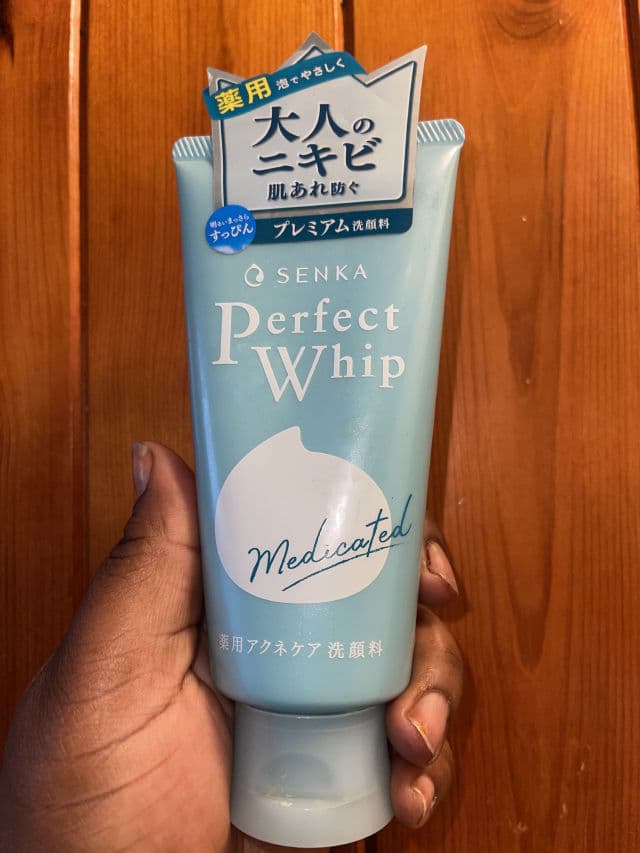 薬用 泡でやさしく
大人の
ニキビ
肌あれ防ぐ
プレミアム洗顔料
明るいまっさら
すっぴん
SENKA
Perfect
Whip
Medicated
薬用アクネケア 洗顔料